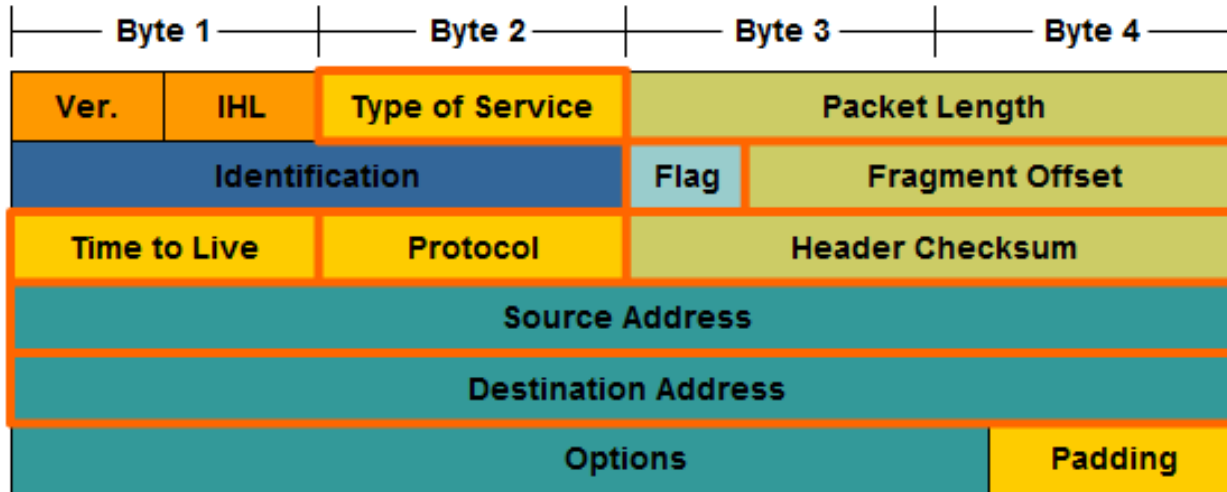 Byte 1 Byte 2 Byte 3 Byte 4
Ver. IHL Type of Service Packet Length
Identification Flag Fragment Offset
Time to Live Protocol Header Checksum
Source Address
Destination Address
Options Padding